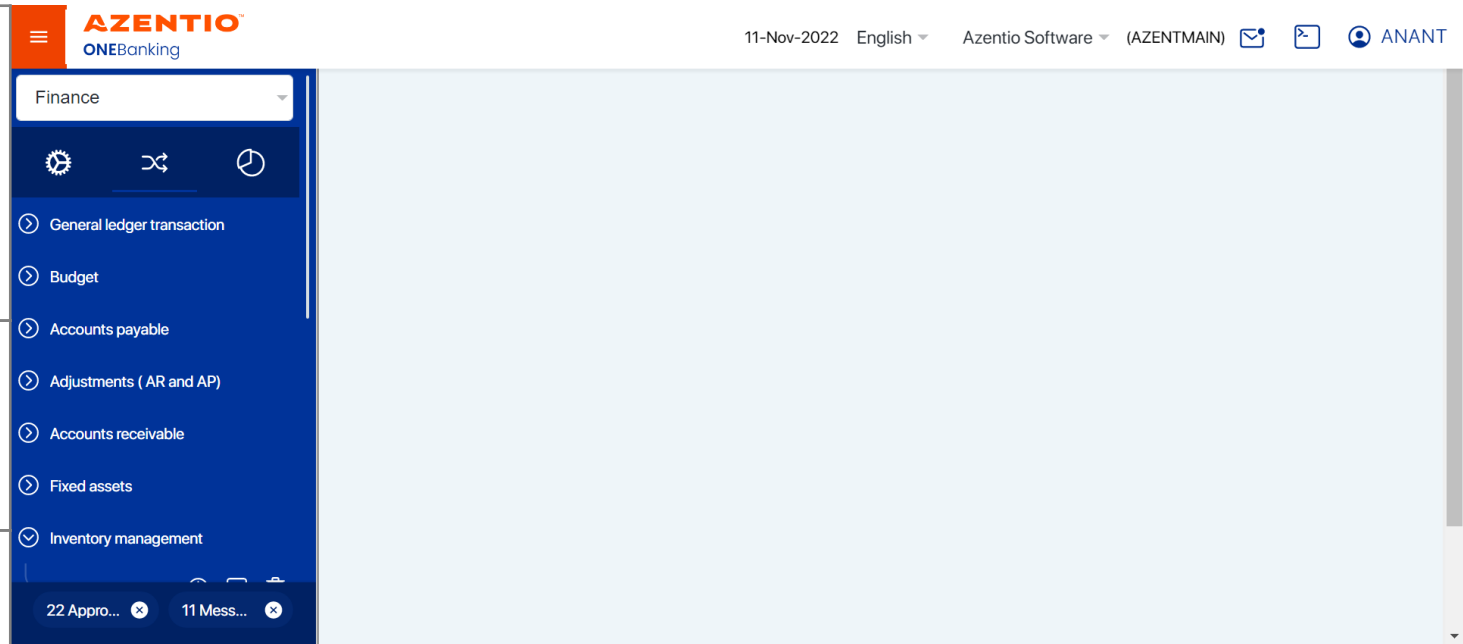 AZENTIO™
ONEBanking
11-Nov-2022 English Azentio Software (AZENTMAIN) ANANT
Finance
General ledger transaction
Budget
Accounts payable
Adjustments ( AR and AP)
Accounts receivable
Fixed assets
Inventory management
22 Appro... 11 Mess...